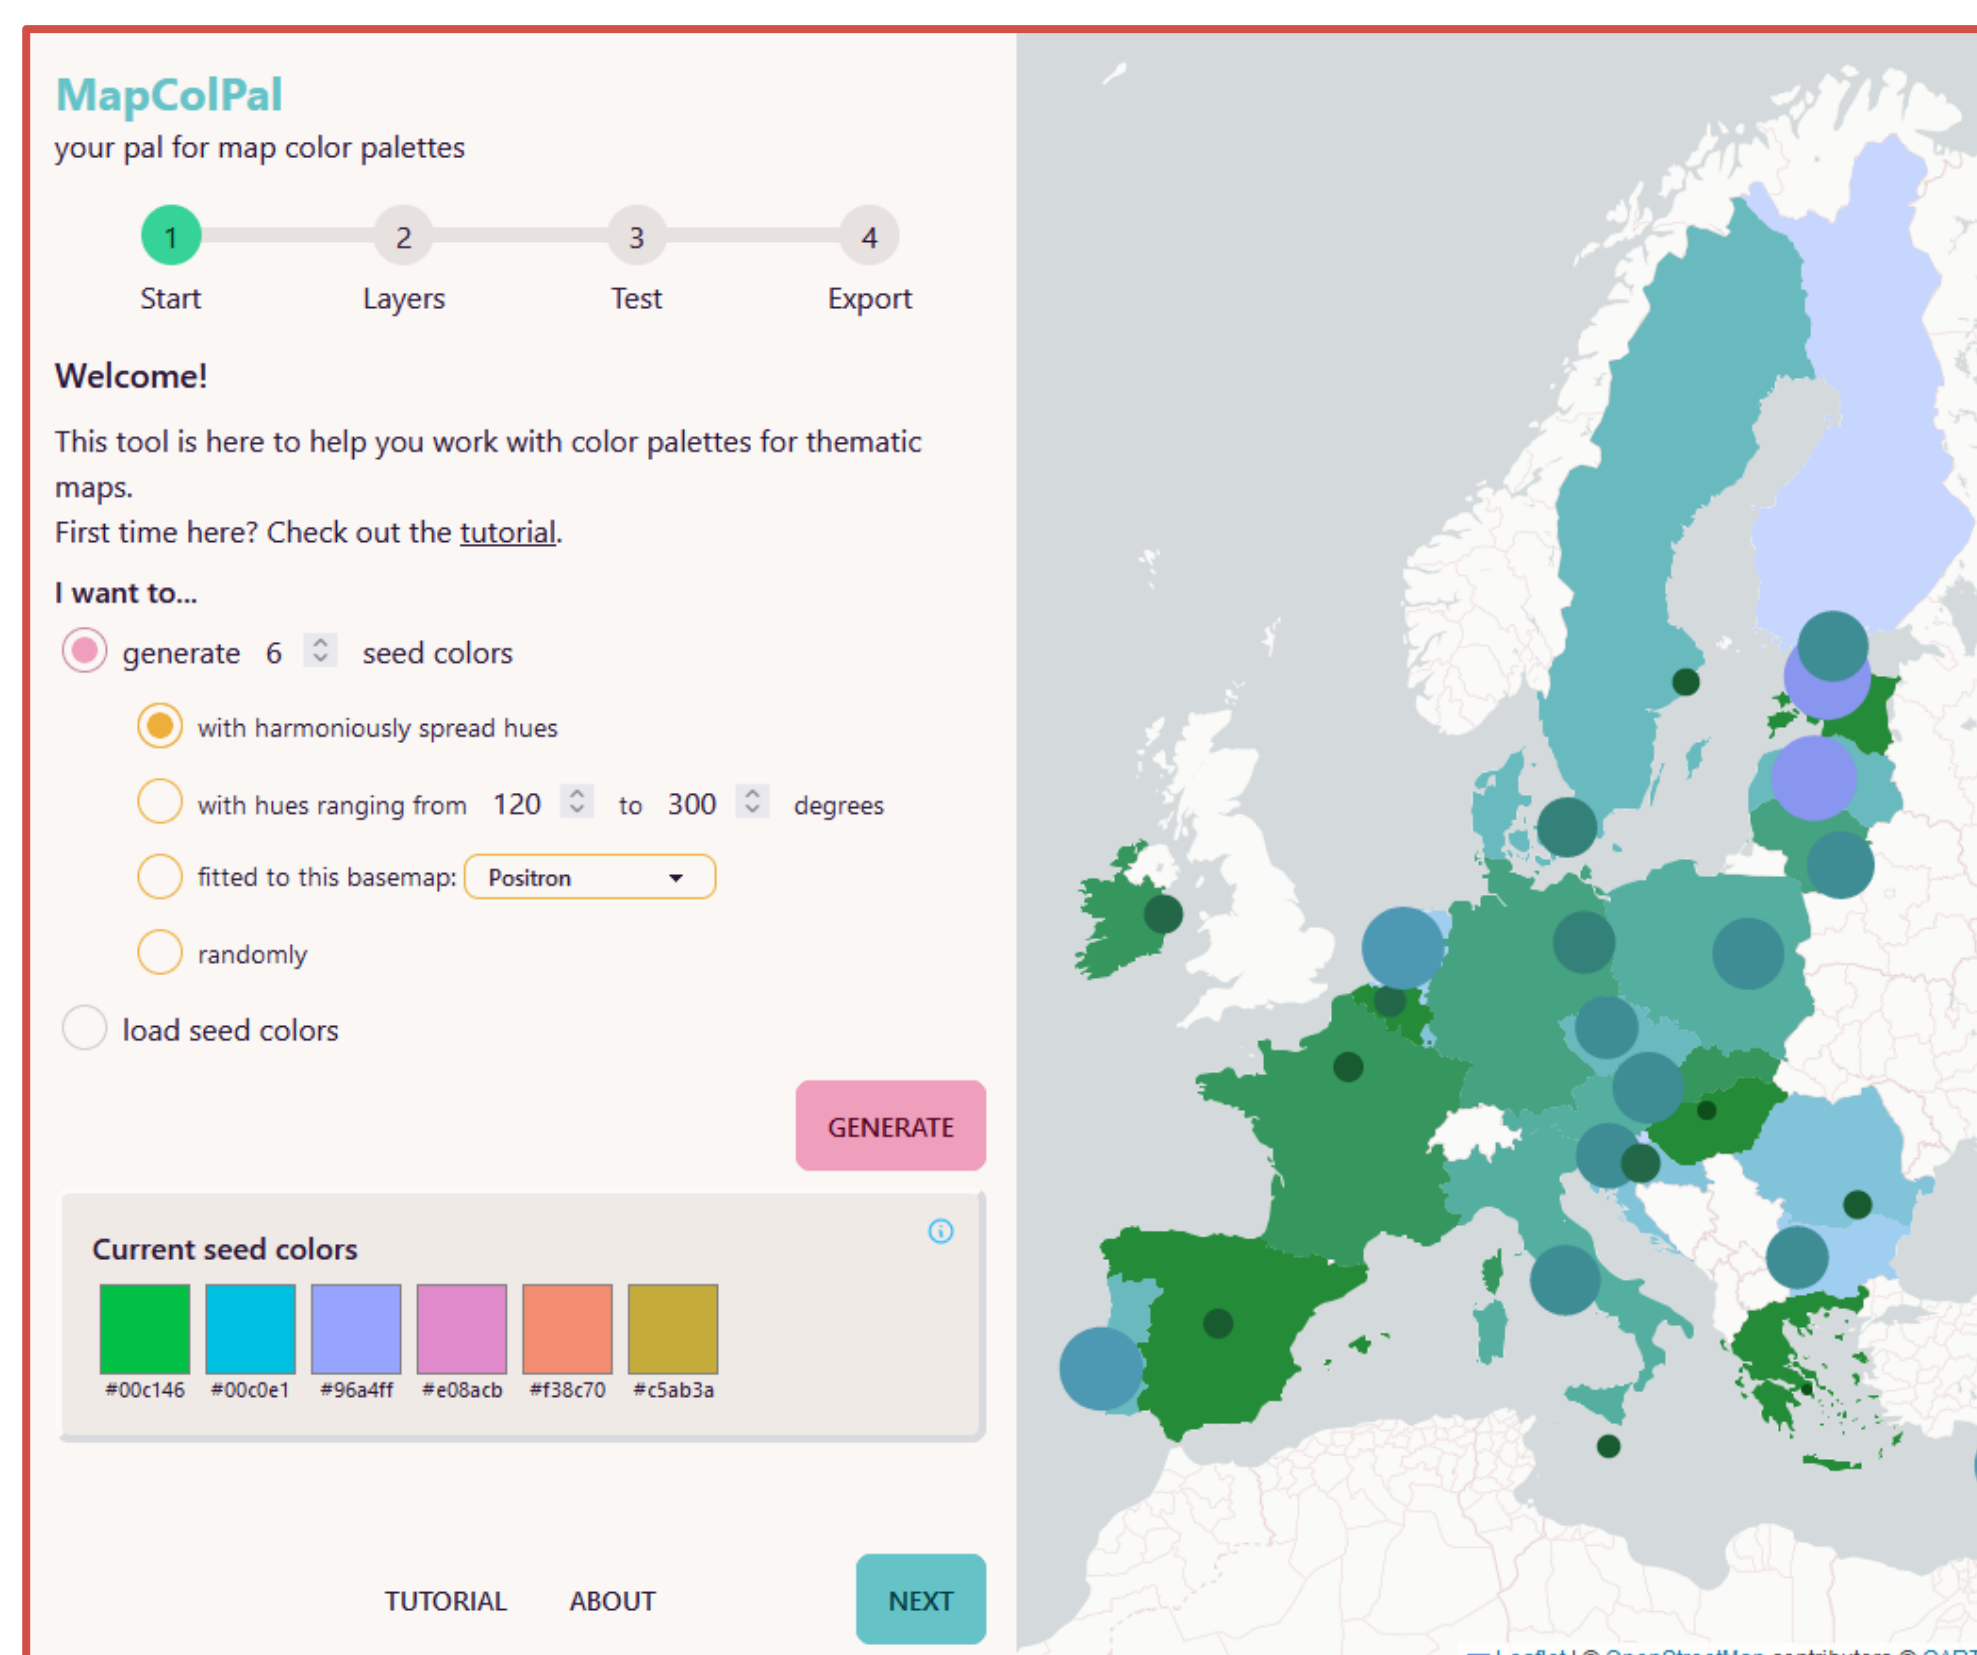 MapColPal
your pal for map color palettes
1 2 3 4
Start Layers Test Export
Welcome!
This tool is here to help you work with color palettes for thematic
maps.
First time here? Check out the tutorial.
I want to...
generate 6 seed colors
with harmoniously spread hues
with hues ranging from 120 to 300 degrees
fitted to this basemap: Positron
randomly
load seed colors
GENERATE
Current seed colors
#00c146 #00c0e1 #96a4ff #e08acb #f38c70 #c5ab3a
TUTORIAL ABOUT NEXT
Leaflet | © OpenStreetMap contributors ©